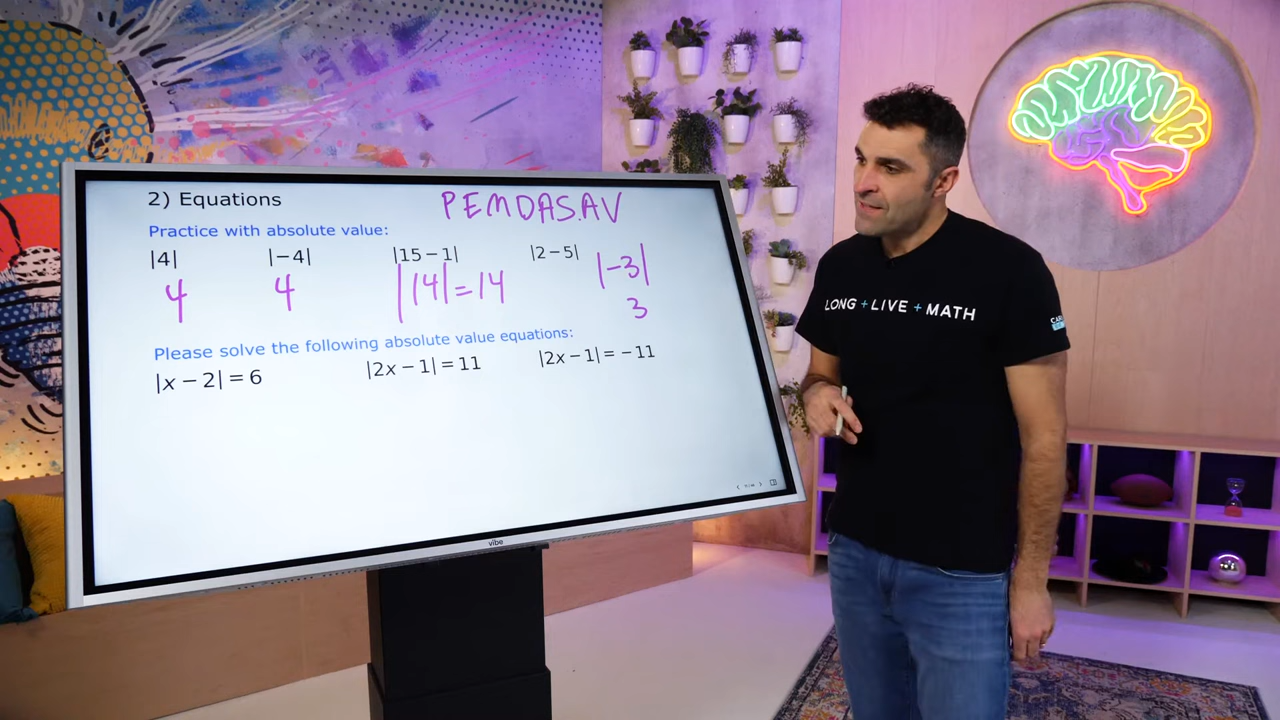 2) Equations
PEMDAS.AV
Practice with absolute value:
|4| |−4| |15 − 1| |2 − 5| |-3|
4 4 |14| = 14 3
Please solve the following absolute value equations:
|x − 2| = 6 |2x − 1| = 11 |2x − 1| = −11
vibe
LONG + LIVE + MATH